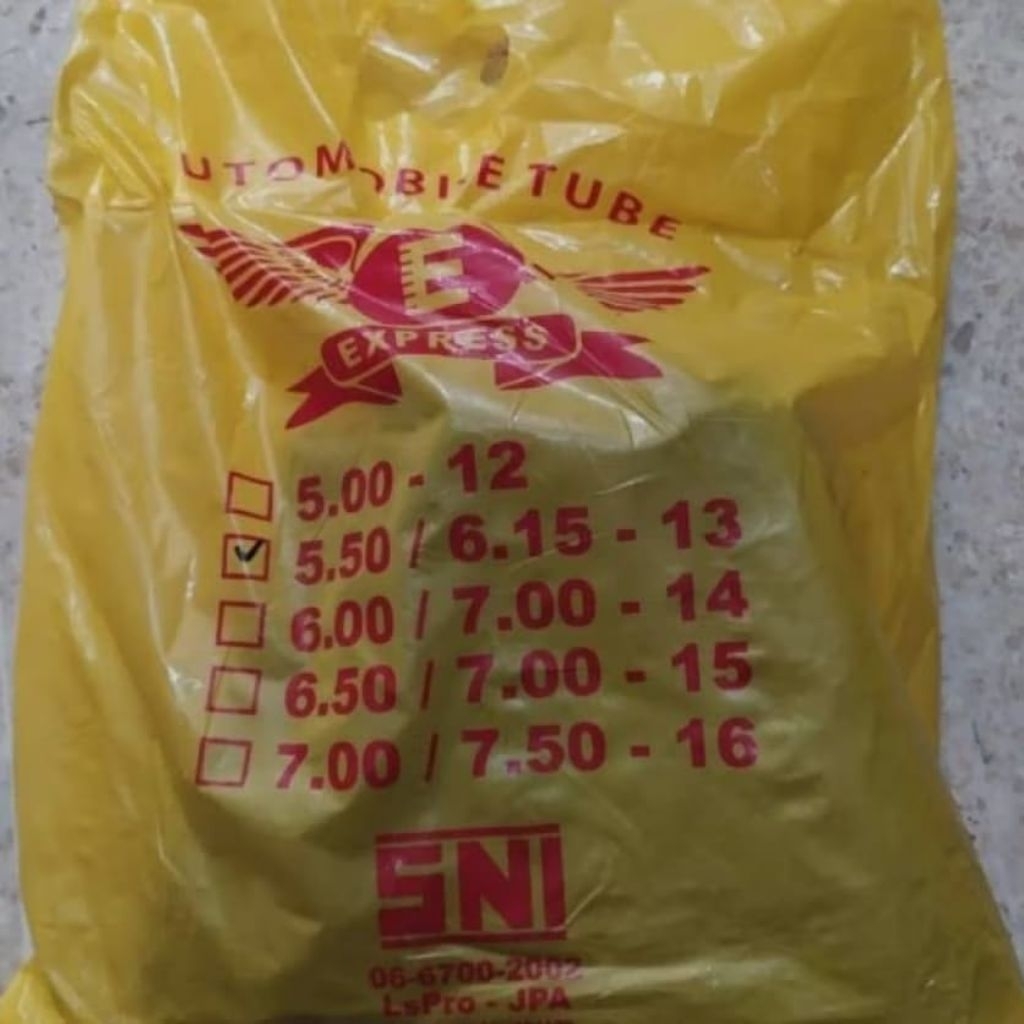 AUTOMOBILE TUBE
E
EXPRESS
5.00 - 12
5.50 / 6.15 - 13
6.00 / 7.00 - 14
6.50 / 7.00 - 15
7.00 / 7.50 - 16
SNI
06-6700-2002
LsPro - JPA